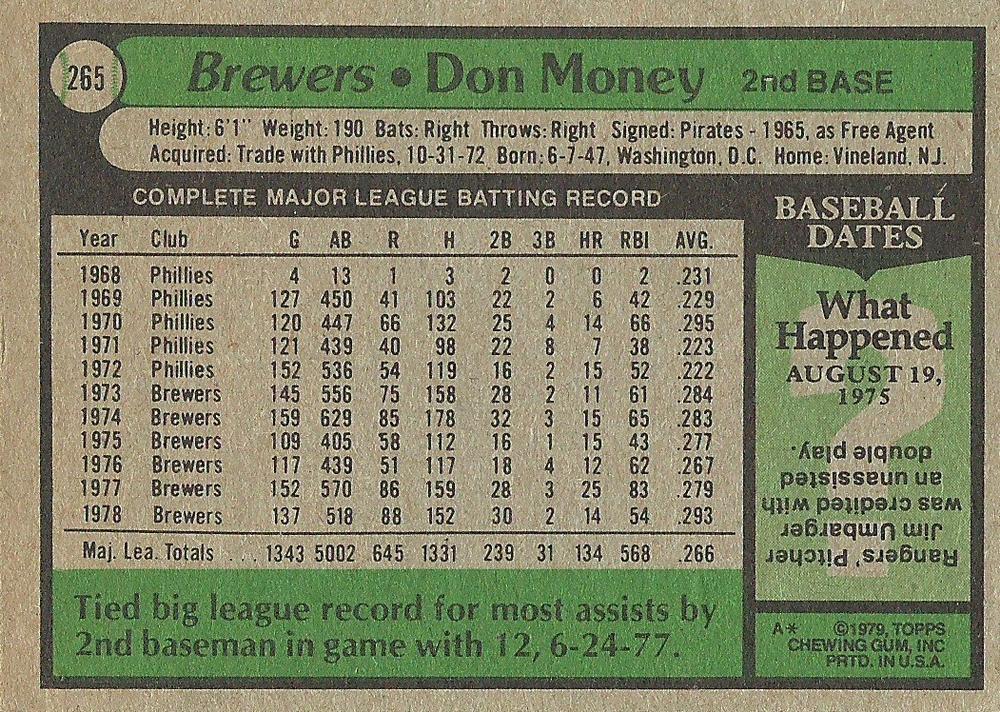 265
Brewers • Don Money 2nd BASE
Height: 6'1" Weight: 190 Bats: Right Throws: Right Signed: Pirates - 1965, as Free Agent
Acquired: Trade with Phillies, 10-31-72 Born: 6-7-47, Washington, D.C. Home: Vineland, N.J.
COMPLETE MAJOR LEAGUE BATTING RECORD
Year Club G AB R H 2B 3B HR RBI AVG.
1968 Phillies 4 13 1 3 2 0 0 2 .231
1969 Phillies 127 450 41 103 22 2 6 42 .229
1970 Phillies 120 447 66 132 25 4 14 66 .295
1971 Phillies 121 439 40 98 22 8 7 38 .223
1972 Phillies 152 536 54 119 16 2 15 52 .222
1973 Brewers 145 556 75 158 28 2 11 61 .284
1974 Brewers 159 629 85 178 32 3 15 65 .283
1975 Brewers 109 405 58 112 16 1 15 43 .277
1976 Brewers 117 439 51 117 18 4 12 62 .267
1977 Brewers 152 570 86 159 28 3 25 83 .279
1978 Brewers 137 518 88 152 30 2 14 54 .293
Maj. Lea. Totals .... 1343 5002 645 1331 239 31 134 568 .266
Tied big league record for most assists by
2nd baseman in game with 12, 6-24-77.
BASEBALL
DATES
What
Happened
AUGUST 19,
1975
Rangers' Pitcher
Jim Umbarger
was credited with
an unassisted
double play.
A* ©1979, TOPPS
CHEWING GUM, INC
PRTD. IN U.S.A.